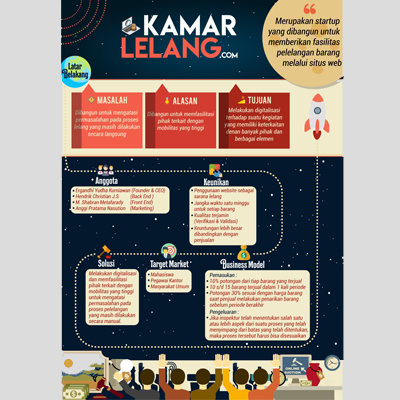 KAMAR
LELANG.COM
“
Merupakan startup
yang dibangun untuk
memberikan fasilitas
pelelangan barang
melalui situs web
Latar
Belakang
MASALAH
Dibangun untuk mengatasi
permasalahan pada proses
lelang yang masih dilakukan
secara langsung
ALASAN
Dibangun untuk memfasilitasi
pihak terkait dengan
mobilitas yang tinggi
TUJUAN
Melakukan digitalisasi
terhadap suatu kegiatan
yang memiliki keterkaitan
denan banyak pihak dan
berbagai elemen
Anggota
• Ergandhi Yudha Kurniawan (Founder & CEO)
• Hendrik Christian J S (Back End )
• M. Shabran Metafarady (Front End)
• Anggi Pratama Nasution (Marketing)
Keunikan
• Penggunaan website sebagai
sarana lelang
• Jangka waktu satu minggu
untuk setiap barang
• Kualitas terjamin
(Verifikasi & Validasi)
• Keuntungan lebih besar
dibandingkan dengan
penjualan
Solusi
Melakukan digitalisasi
dan memfasilitasi
pihak terkait dengan
mobilitas yang tinggi
untuk mengatasi
permasalahan pada
proses pelelengan
yang masih dilakukan
secara manual.
Target Market
• Mahasiswa
• Pegawai Kantor
• Masyarakat Umum
Business Model
Pemasukan :
• 10% potongan dari tiap barang yang terjual
• 10 s/d 15 barang terjual dalam 1 kali periode
• Potongan 30% sesuai dengan harga barang
saat penjual melakukan penarikan barang
sebelum periode berakhir
Pengeluaran :
• Jika inspektur telah menentukan salah satu
atau lebih aspek dari suatu proses yang telah
menyimpang dari batas yang telah ditentukan,
maka proses tersebut harus bisa disesuaikan
ONLINE
AUCTION